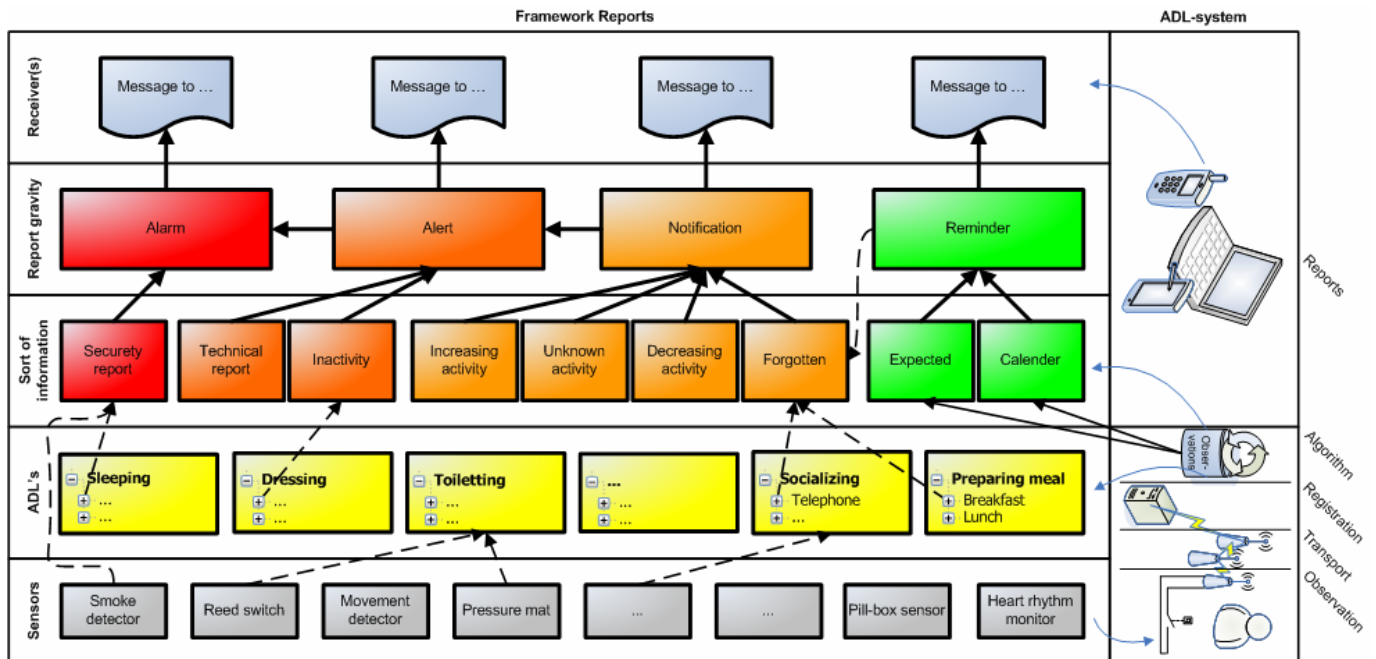 Framework Reports
ADL-system
Receiver(s)
Message to ...
Message to ...
Message to ...
Message to ...
Report gravity
Alarm
Alert
Notification
Reminder
Reports
Sort of
information
Securety
report
Technical
report
Inactivity
Increasing
activity
Unknown
activity
Decreasing
activity
Forgotten
Expected
Calender
ADL's
Sleeping
...
...
Dressing
...
...
Toiletting
...
...
...
...
...
Socializing
Telephone
...
Preparing meal
Breakfast
Lunch
Obser-
vations
Algorithm
Registration
Transport
Observation
Sensors
Smoke
detector
Reed switch
Movement
detector
Pressure mat
...
...
Pill-box sensor
Heart rhythm
monitor